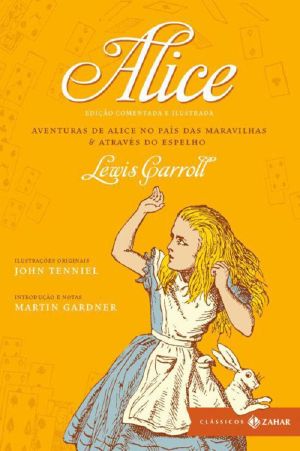 Alice
EDIÇÃO COMENTADA E ILUSTRADA
AVENTURAS DE ALICE NO PAÍS DAS MARAVILHAS
& ATRAVÉS DO ESPELHO
Lewis Carroll
ILUSTRAÇÕES ORIGINAIS
JOHN TENNIEL
INTRODUÇÃO E NOTAS
MARTIN GARDNER
CLÁSSICOS ZAHAR